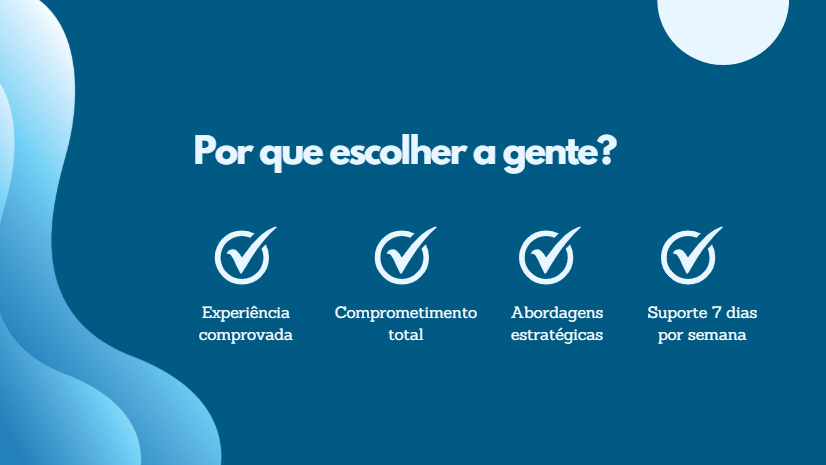 Por que escolher a gente?
Experiência
comprovada
Comprometimento
total
Abordagens
estratégicas
Suporte 7 dias
por semana